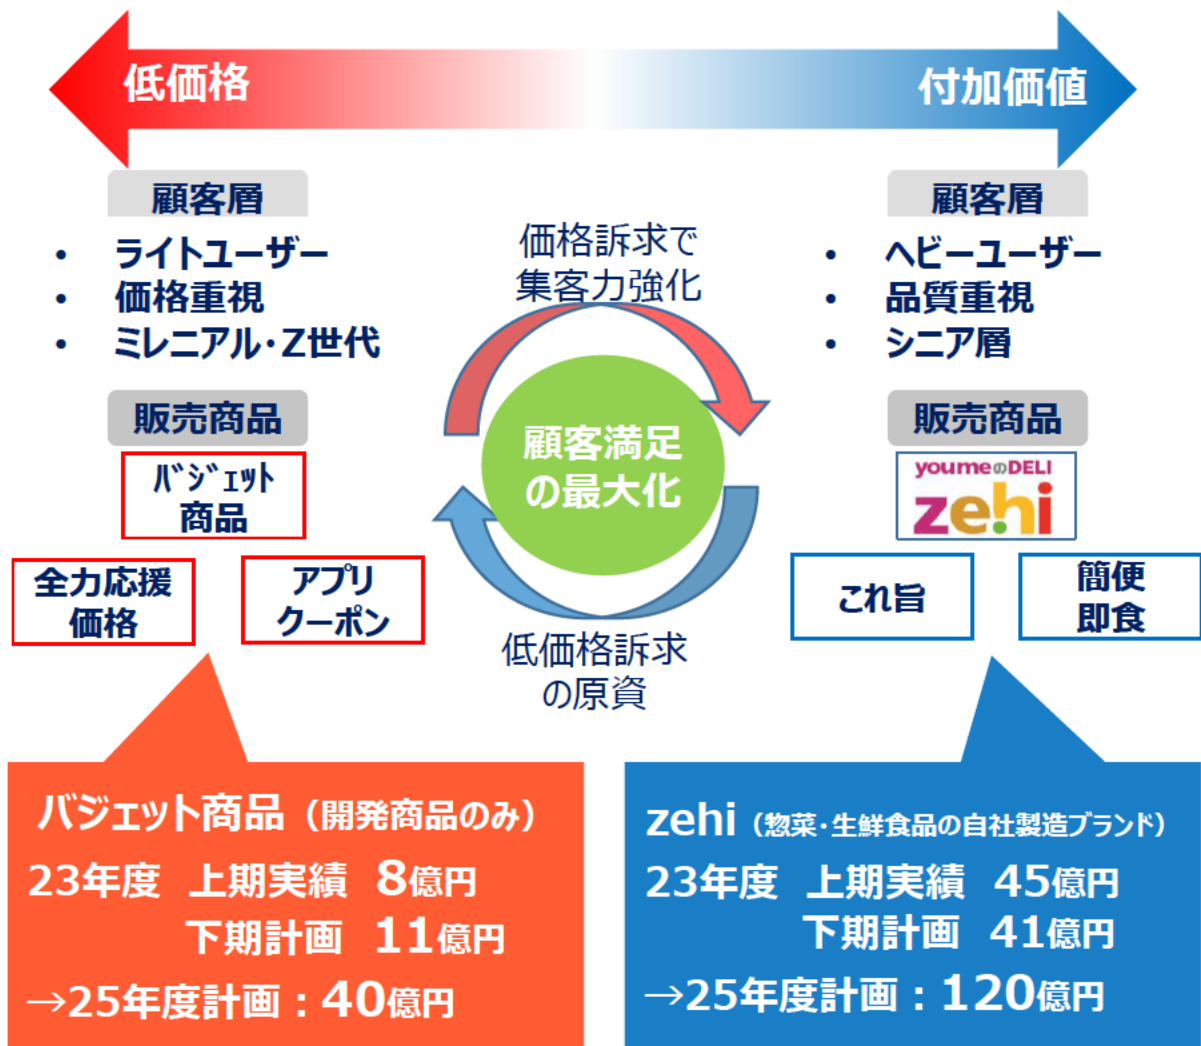 低価格
付加価値
顧客層
・ ライトユーザー
・ 価格重視
・ ミレニアル・Z世代
販売商品
ﾊﾞｼﾞｪｯﾄ
商品
全力応援
価格
アプリ
クーポン
価格訴求で
集客力強化
顧客満足
の最大化
低価格訴求
の原資
顧客層
・ ヘビーユーザー
・ 品質重視
・ シニア層
販売商品
youmeのDELI
zehi
これ旨
簡便
即食
バジェット商品（開発商品のみ）
23年度 上期実績 8億円
下期計画 11億円
→25年度計画：40億円
zehi（惣菜・生鮮食品の自社製造ブランド）
23年度 上期実績 45億円
下期計画 41億円
→25年度計画：120億円